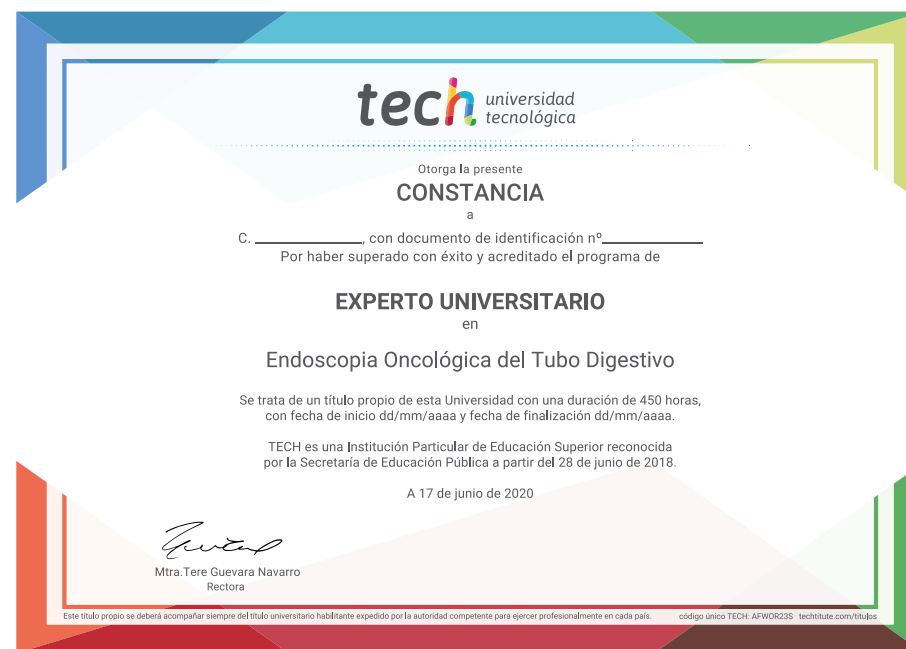 tech universidad
tecnológica
Otorga la presente
CONSTANCIA
a
C. ____________, con documento de identificación nº____________
Por haber superado con éxito y acreditado el programa de
EXPERTO UNIVERSITARIO
en
Endoscopia Oncológica del Tubo Digestivo
Se trata de un título propio de esta Universidad con una duración de 450 horas,
con fecha de inicio dd/mm/aaaa y fecha de finalización dd/mm/aaaa.
TECH es una Institución Particular de Educación Superior reconocida
por la Secretaría de Educación Pública a partir del 28 de junio de 2018.
A 17 de junio de 2020
Mtra.Tere Guevara Navarro
Rectora
Este título propio se deberá acompañar siempre del título universitario habilitante expedido por la autoridad competente para ejercer profesionalmente en cada país. código único TECH: AFWOR23S techtitute.com/titulos